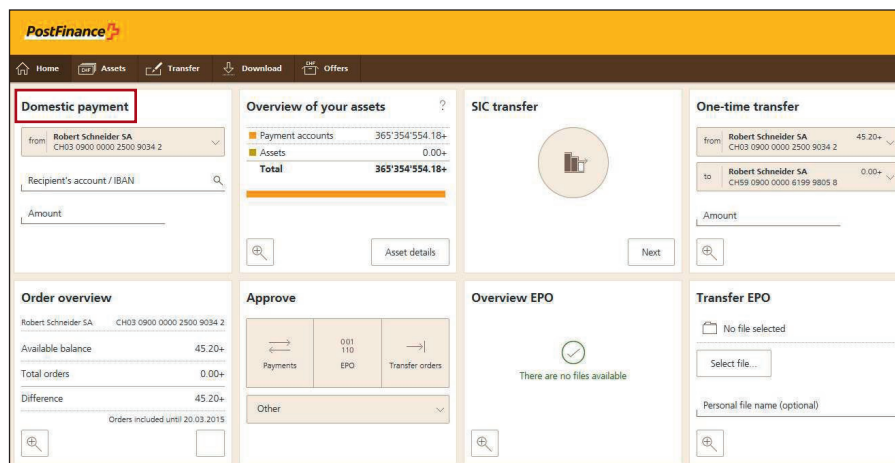 PostFinance
Home Assets Transfer Download Offers
Domestic payment
from Robert Schneider SA
CH03 0900 0000 2500 9034 2
Recipient's account / IBAN
Amount
Overview of your assets ?
Payment accounts 365'354'554.18+
Assets 0.00+
Total 365'354'554.18+
Asset details
SIC transfer
Next
One-time transfer
from Robert Schneider SA 45.20+
CH03 0900 0000 2500 9034 2
to Robert Schneider SA 0.00+
CH59 0900 0000 6199 9805 8
Amount
Order overview
Robert Schneider SA CH03 0900 0000 2500 9034 2
Available balance 45.20+
Total orders 0.00+
Difference 45.20+
Orders included until 20.03.2015
Approve
001
110
Payments EPO Transfer orders
Other
Overview EPO
There are no files available
Transfer EPO
No file selected
Select file...
Personal file name (optional)